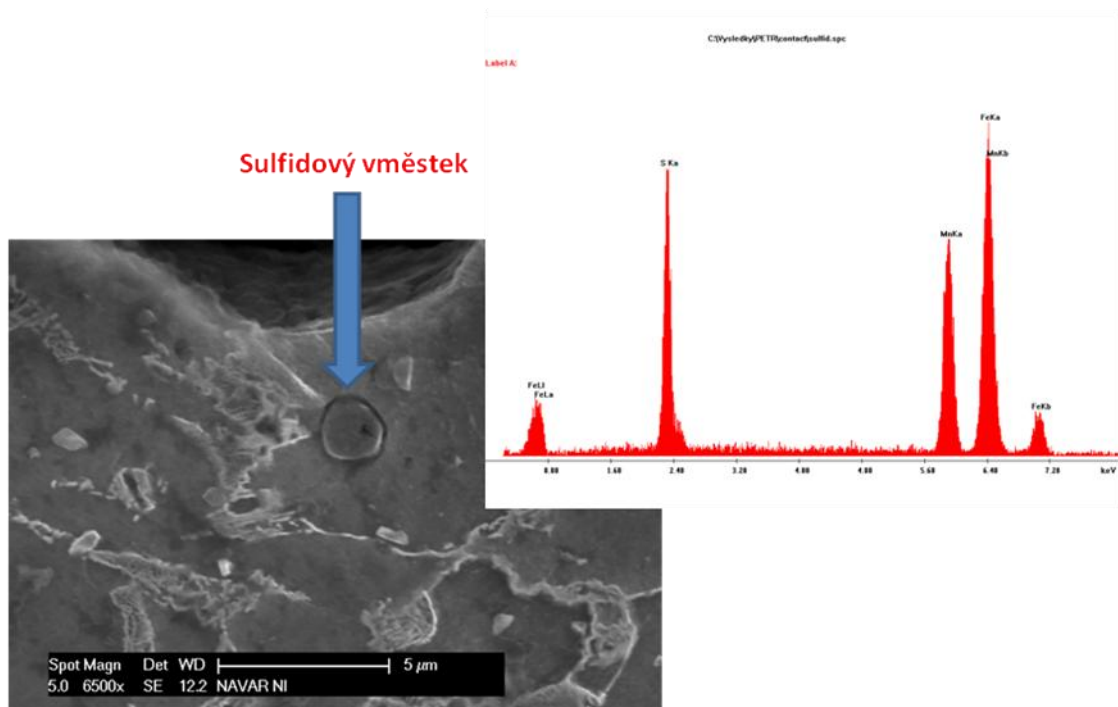 C:\Vysledky\PETR\contact\sulfid.spc
Label A:
Sulfidový vměstek
FeKa
MnKb
S Ka
MnKa
FeLl
FeLa
FeKb
0.80 1.60 2.40 3.20 4.00 4.80 5.60 6.40 7.20 keV
Spot Magn Det WD 5 µm
5.0 6500x SE 12.2 NAVAR NI